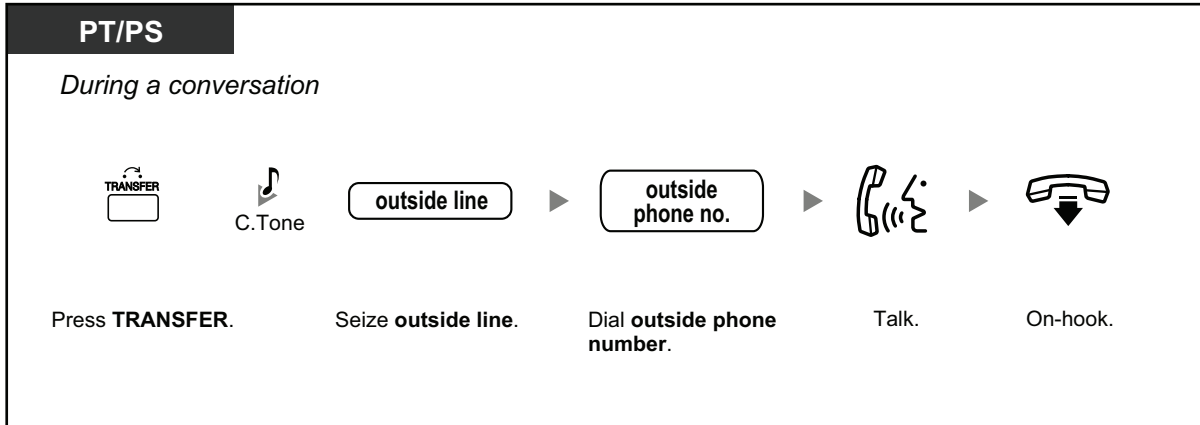 PT/PS
During a conversation
TRANSFER
C.Tone
outside line
outside
phone no.
Press TRANSFER.
Seize outside line.
Dial outside phone
number.
Talk.
On-hook.